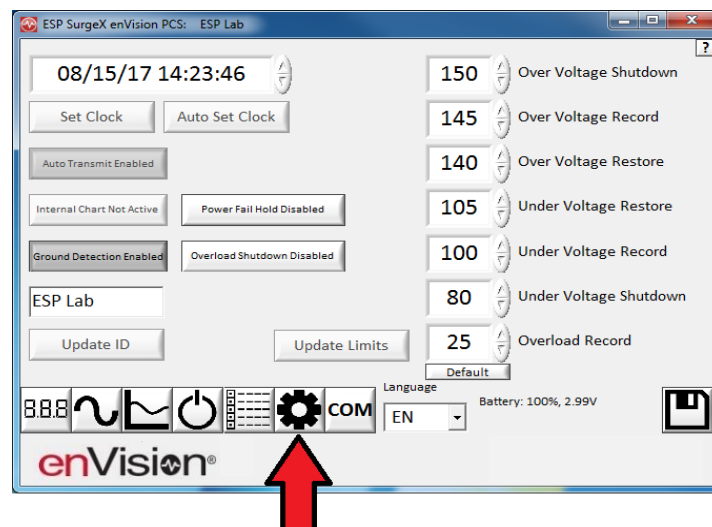 ESP SurgeX enVision PCS:   ESP Lab
?
08/15/17 14:23:46
150 Over Voltage Shutdown
Set Clock Auto Set Clock
145 Over Voltage Record
Auto Transmit Enabled
140 Over Voltage Restore
Internal Chart Not Active Power Fail Hold Disabled
105 Under Voltage Restore
Ground Detection Enabled Overload Shutdown Disabled
100 Under Voltage Record
ESP Lab
80 Under Voltage Shutdown
Update ID Update Limits
25 Overload Record
Default
8.8.8 COM
Language
EN
Battery: 100%, 2.99V
enVision®